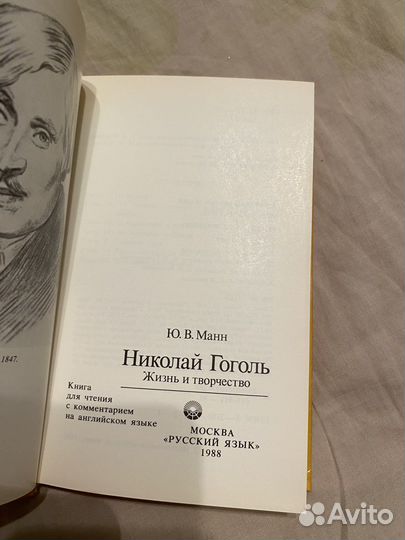 1847.
Ю. В. Манн
Николай Гоголь
Жизнь и творчество
Книга
для чтения
с комментарием
на английском языке
МОСКВА
«РУССКИЙ ЯЗЫК»
1988
Avito